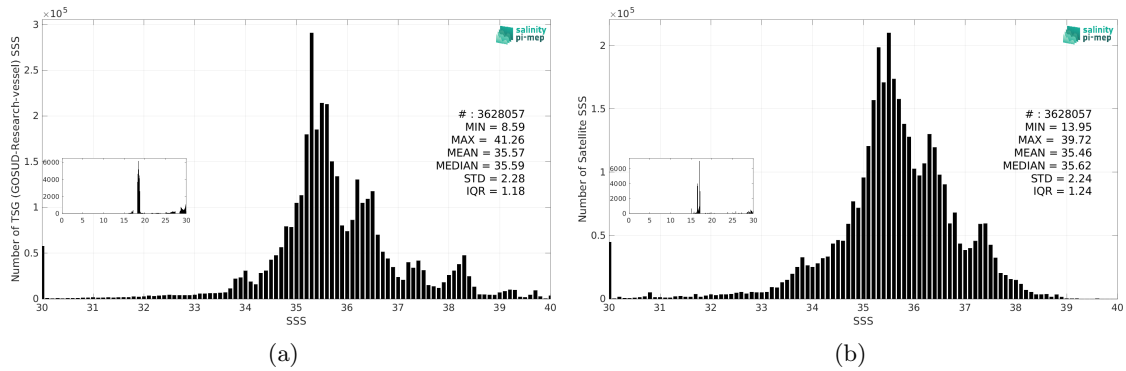 ×10⁵
3
2.5
2
1.5
1
0.5
0
30 31 32 33 34 35 36 37 38 39 40
SSS
Number of TSG (GOSUD-Research-vessel) SSS
salinity
pi-mep
# : 3628057
MIN = 8.59
MAX = 41.26
MEAN = 35.57
MEDIAN = 35.59
STD = 2.28
IQR = 1.18
6000
4000
2000
0
0 5 10 15 20 25 30
(a)
×10⁵
2
1.5
1
0.5
0
30 31 32 33 34 35 36 37 38 39 40
SSS
Number of Satellite SSS
salinity
pi-mep
# : 3628057
MIN = 13.95
MAX = 39.72
MEAN = 35.46
MEDIAN = 35.62
STD = 2.24
IQR = 1.24
6000
4000
2000
0
0 5 10 15 20 25 30
(b)